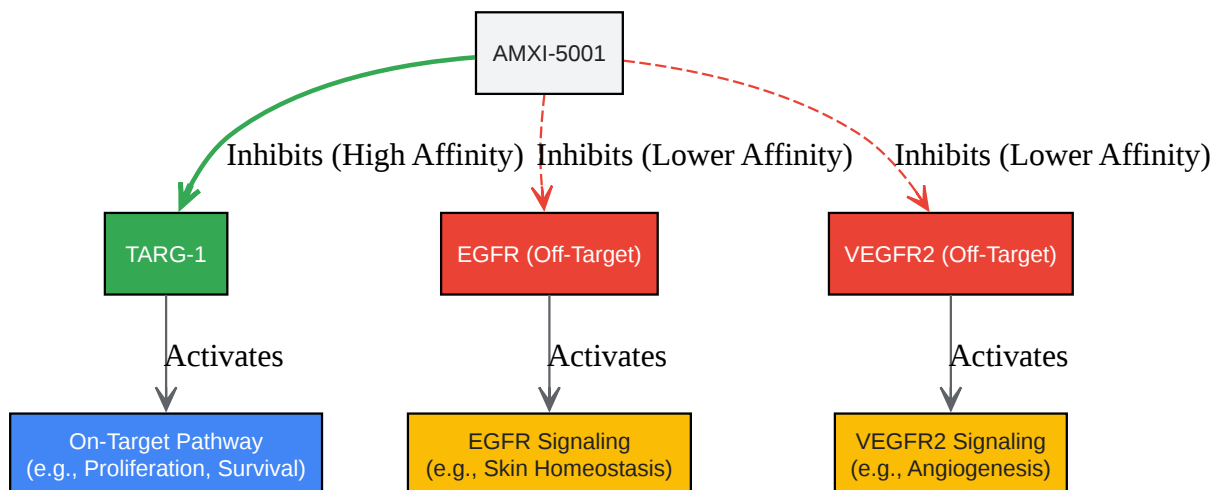 AMXI-5001
Inhibits (High Affinity)
Inhibits (Lower Affinity)
Inhibits (Lower Affinity)
TARG-1
EGFR (Off-Target)
VEGFR2 (Off-Target)
Activates
Activates
Activates
On-Target Pathway
(e.g., Proliferation, Survival)
EGFR Signaling
(e.g., Skin Homeostasis)
VEGFR2 Signaling
(e.g., Angiogenesis)